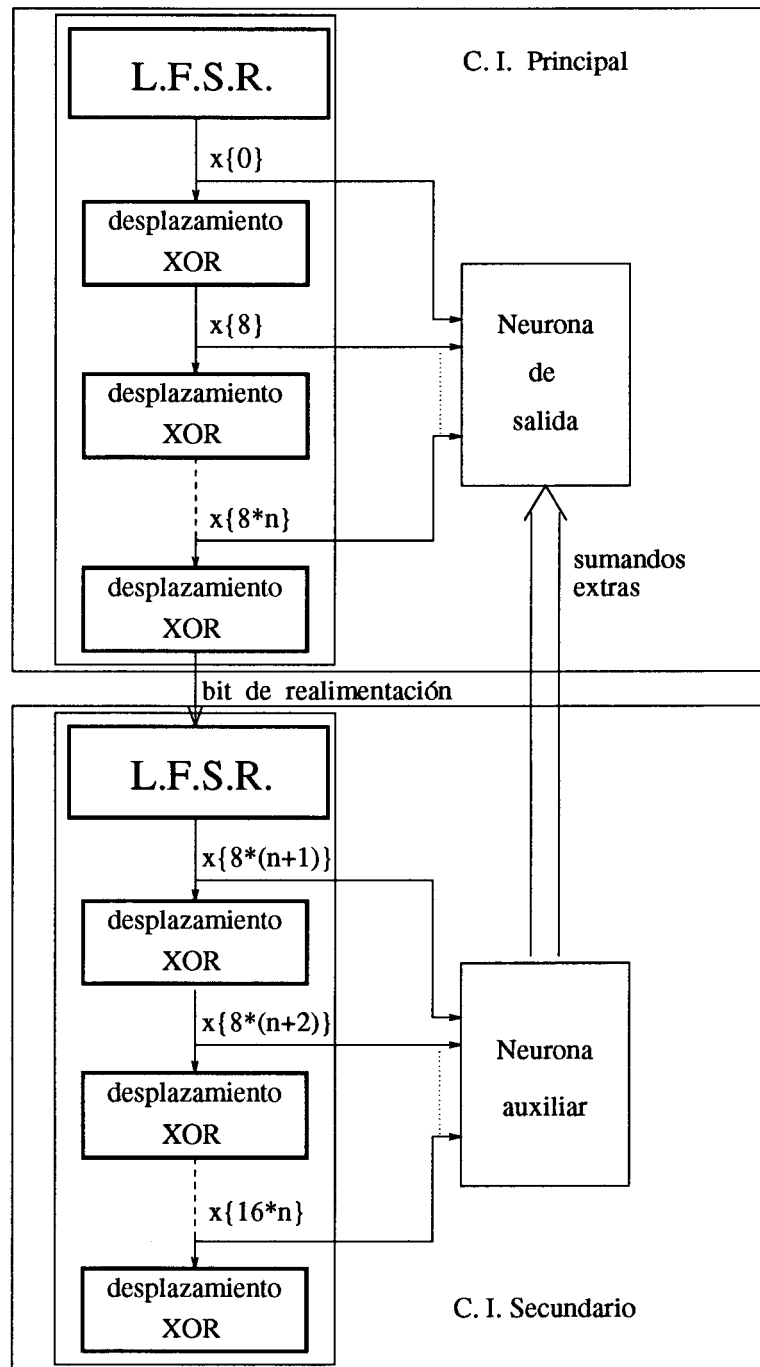 L.F.S.R.
C. I. Principal
x{0}
desplazamiento
XOR
x{8}
Neurona
de
salida
desplazamiento
XOR
x{8*n}
desplazamiento
XOR
sumandos
extras
bit de realimentación
L.F.S.R.
x{8*(n+1)}
desplazamiento
XOR
x{8*(n+2)}
Neurona
auxiliar
desplazamiento
XOR
x{16*n}
desplazamiento
XOR
C. I. Secundario